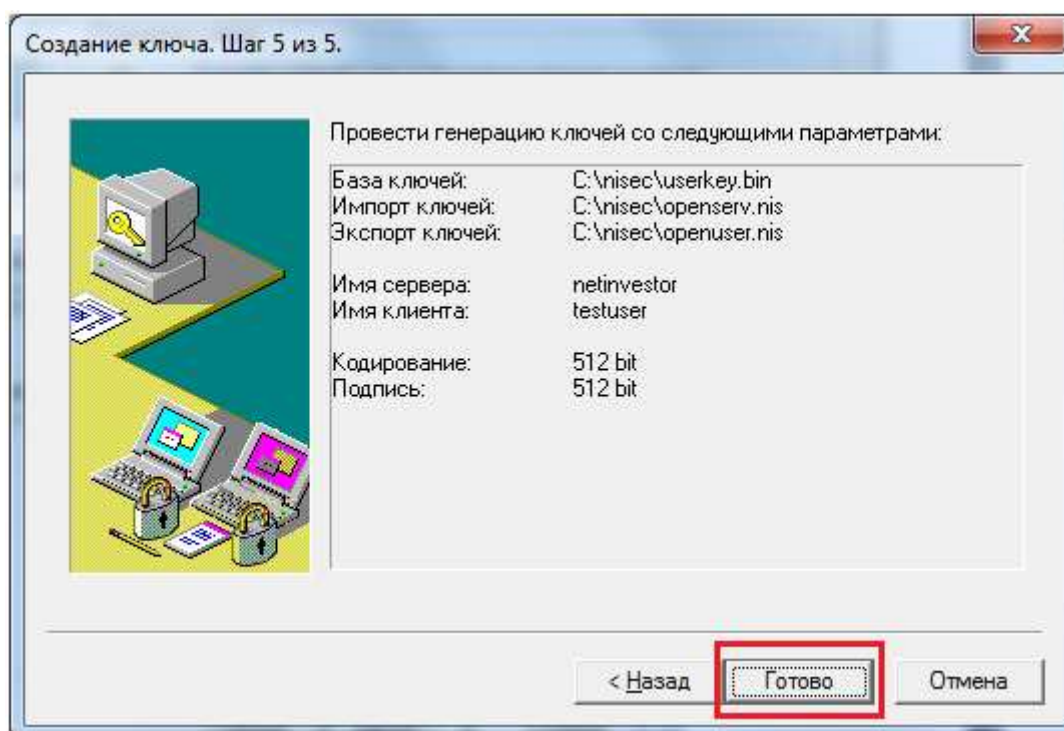 Создание ключа. Шаг 5 из 5.
Провести генерацию ключей со следующими параметрами:
База ключей: C:\nisec\userkey.bin
Импорт ключей: C:\nisec\openserv.nis
Экспорт ключей: C:\nisec\openuser.nis
Имя сервера: netinvestor
Имя клиента: testuser
Кодирование: 512 bit
Подпись: 512 bit
< Назад Готово Отмена